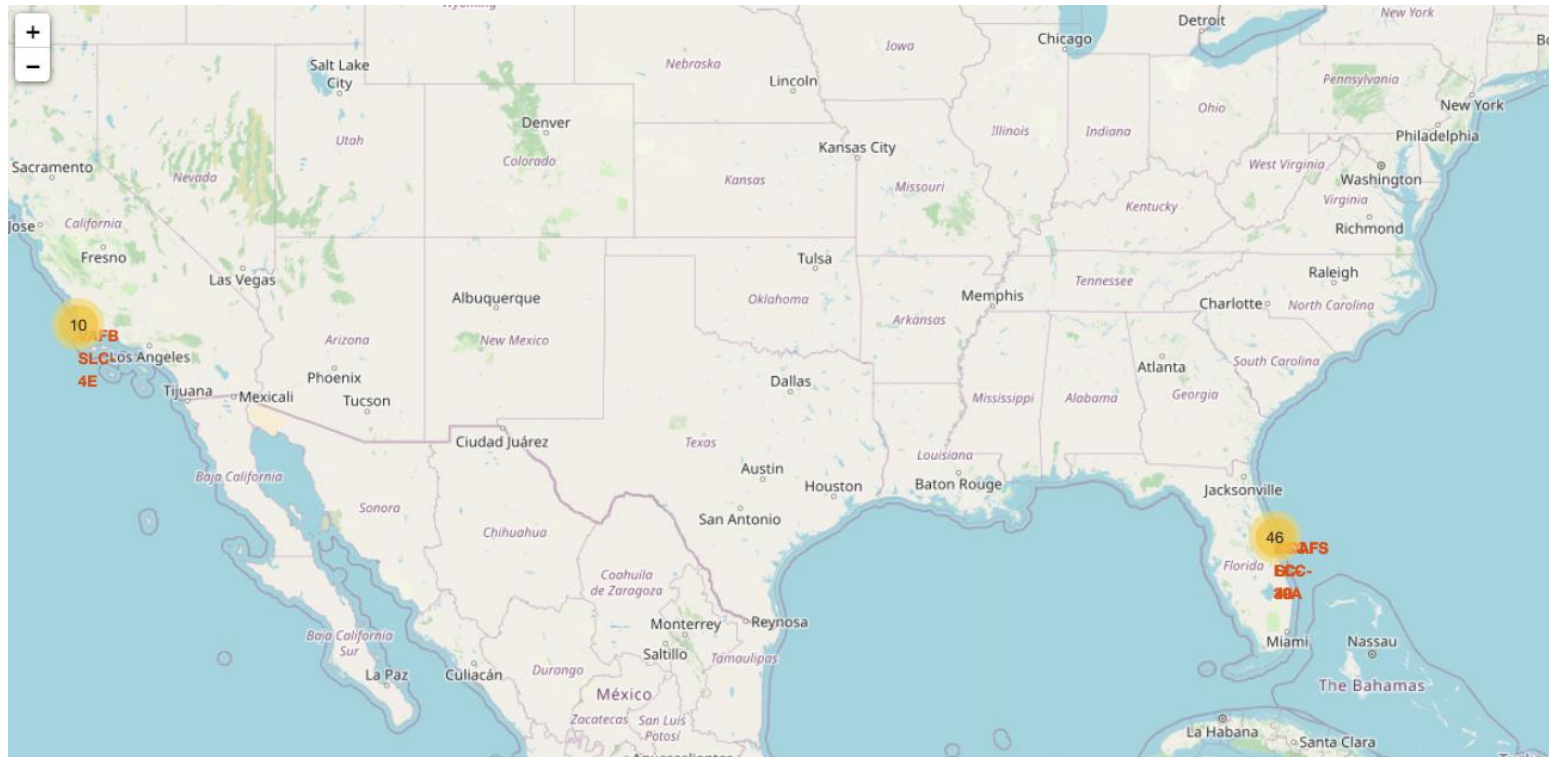 +
−
Wyoming
Detroit
New York
Chicago
Iowa
Salt Lake
City
Nebraska
Lincoln
Pennsylvania
New York
Denver
Utah
Ohio
Illinois
Indiana
Philadelphia
Kansas City
Colorado
Sacramento
Nevada
Kansas
Missouri
West Virginia
Washington
Virginia
Kentucky
Jose
California
Richmond
Fresno
Las Vegas
Tulsa
Tennessee
Raleigh
Albuquerque
Oklahoma
Memphis
Charlotte
North Carolina
10
Arkansas
VAFB
SLC-
4E
Los Angeles
Arizona
New Mexico
Atlanta
South Carolina
Phoenix
Dallas
Tijuana
Mexicali
Tucson
Mississippi
Alabama
Georgia
Ciudad Juárez
Texas
Louisiana
Baja California
Austin
Houston
Baton Rouge
Jacksonville
Sonora
San Antonio
Chihuahua
46
Florida
Coahuila
de Zaragoza
Monterrey
Reynosa
Baja California
Sur
Miami
Nassau
Saltillo
Tamaulipas
La Paz
Culiacán
Durango
México
The Bahamas
Zacatecas
San Luis
Potosí
La Habana
Santa Clara
Aguascalientes